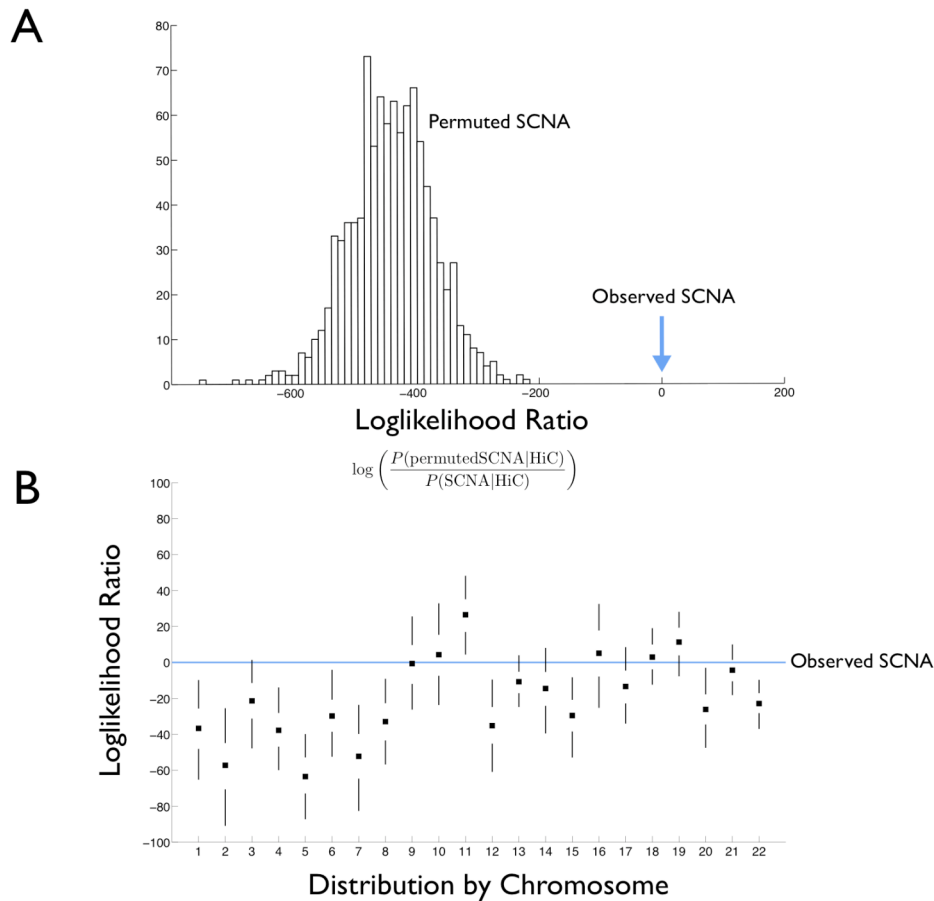 A
80
70
60
50
40
30
20
10
0
Permuted SCNA
Observed SCNA
−600 −400 −200 0 200
Loglikelihood Ratio
log ( P(permutedSCNA|HiC) / P(SCNA|HiC) )
B
100
80
60
40
20
0
−20
−40
−60
−80
−100
Loglikelihood Ratio
Observed SCNA
1 2 3 4 5 6 7 8 9 10 11 12 13 14 15 16 17 18 19 20 21 22
Distribution by Chromosome